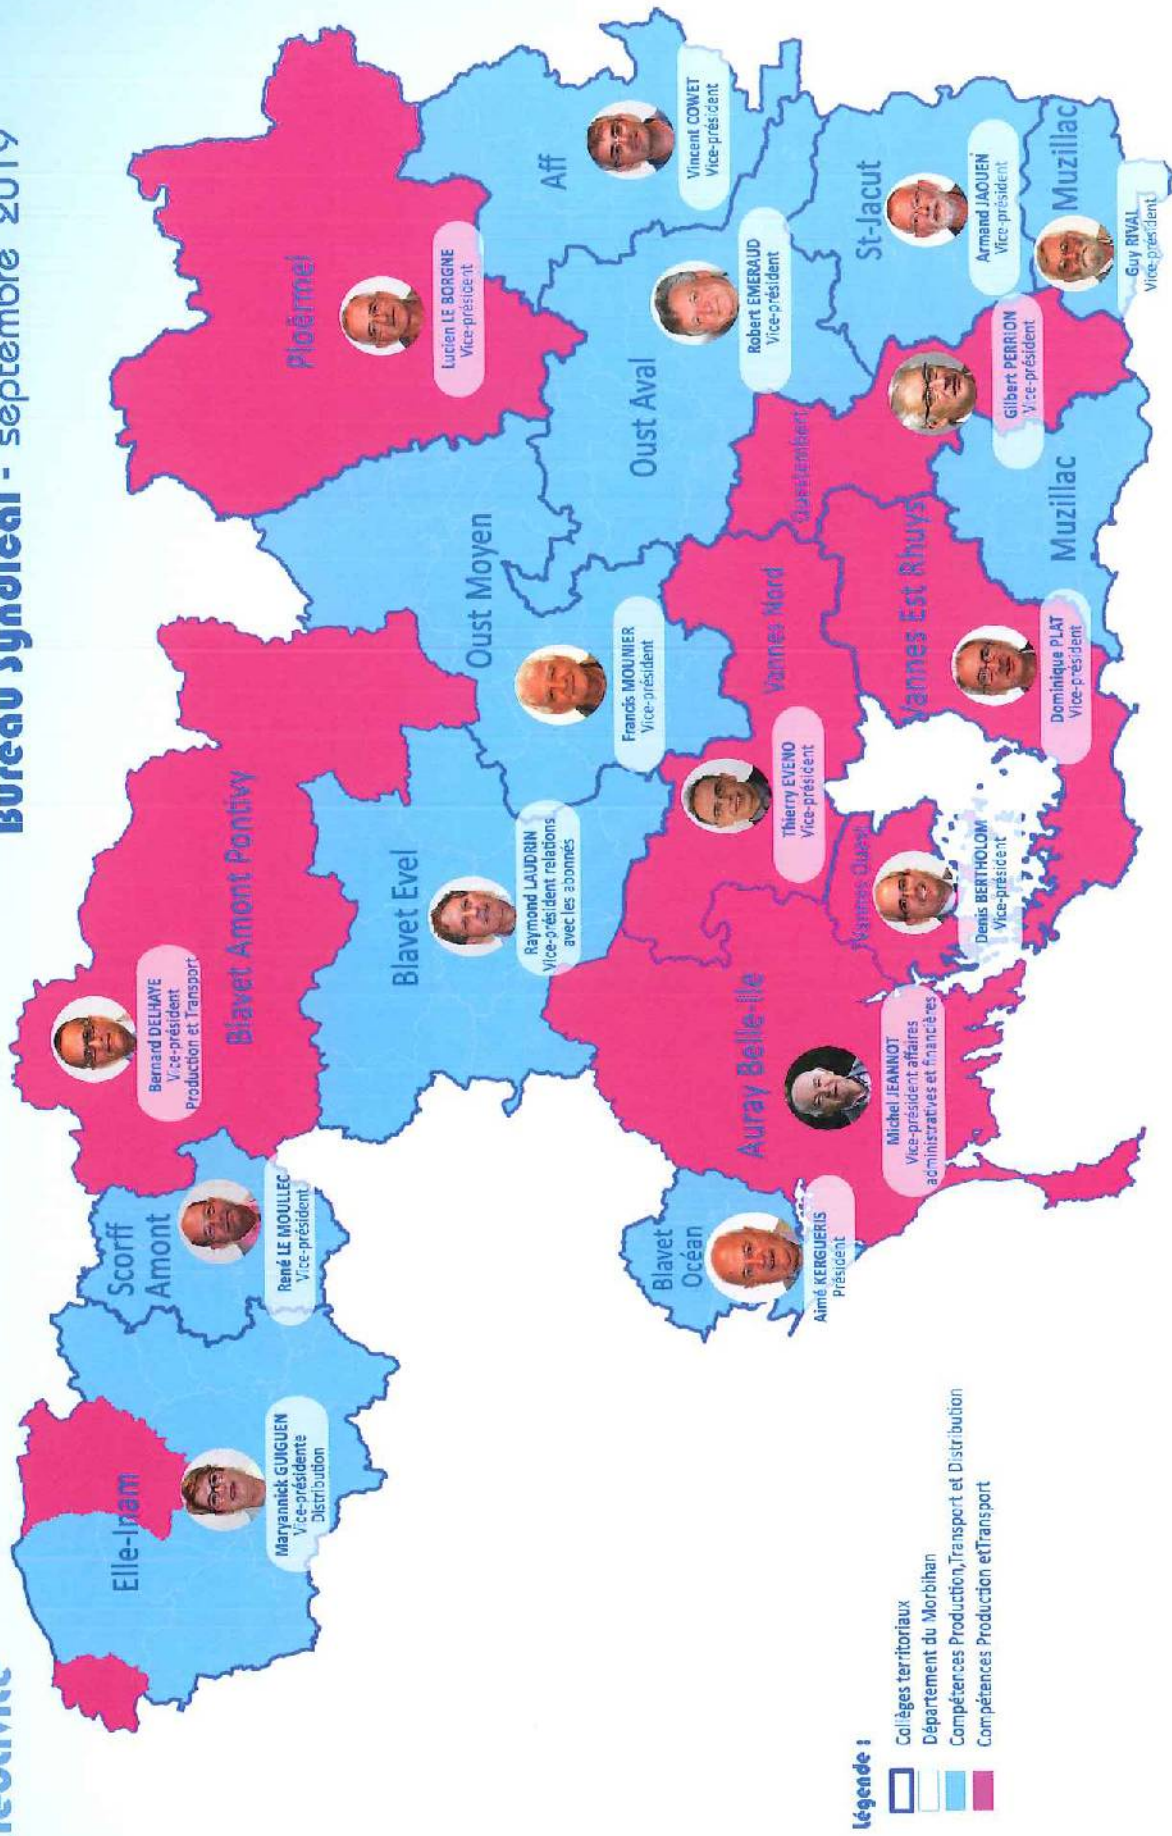 Bureau syndical - septembre 2019
Elle-Inam
Maryannick GUIGUEN
Vice-présidente
Distribution
Scorff
Amont
René LE MOULLEC
Vice-président
Bernard DELHAYE
Vice-président
Production et Transport
Blavet Amont Pontivy
Blavet Evel
Raymond LAUDRIN
Vice-président relations
avec les abonnés
Oust Moyen
Francis MOUNIER
Vice-président
Ploërmel
Lucien LE BORGNE
Vice-président
Aff
Vincent COWET
Vice-président
Oust Aval
Robert EMERAUD
Vice-président
St-Jacut
Armand JAOUEN
Vice-président
Muzillac
Guy RIVAL
Vice-président
Questembert
Gilbert PERRION
Vice-président
Muzillac
Vannes Nord
Thierry EVENO
Vice-président
Vannes Est Rhuys
Dominique PLAT
Vice-président
Vannes Ouest
Denis BERTHOLOM
Vice-président
Auray Belle-Ile
Michel JEANNOT
Vice-président affaires
administratives et financières
Blavet
Océan
Aimé KERGUERIS
Président
Légende :
Collèges territoriaux
Département du Morbihan
Compétences Production,Transport et Distribution
Compétences Production etTransport